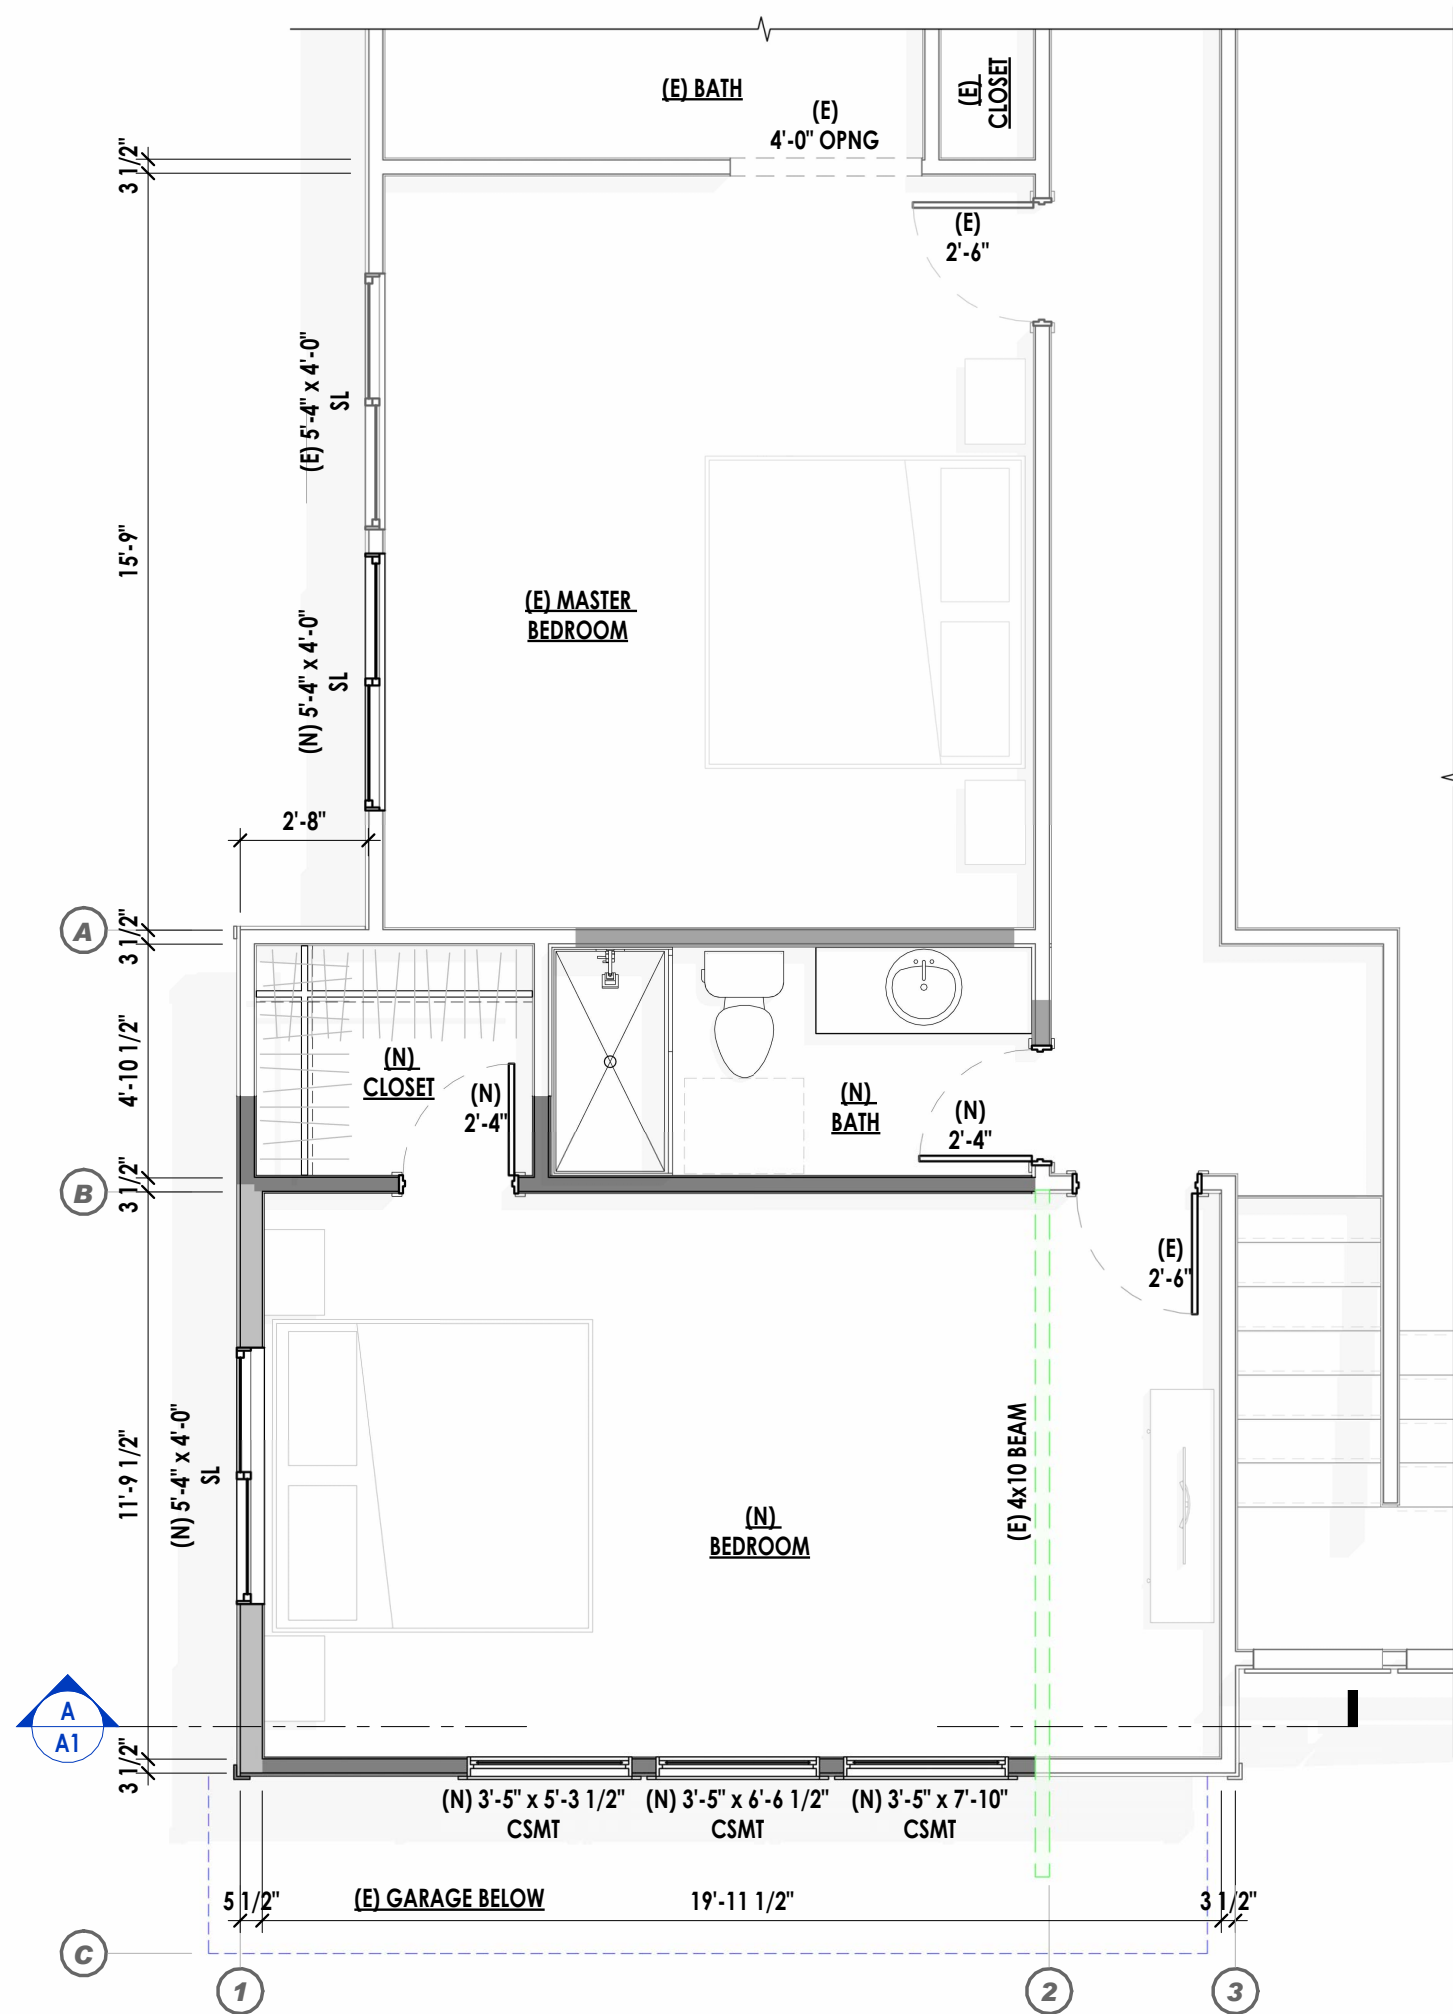 (E) BATH
(E)
CLOSET
(E)
4'-0" OPNG
3 1/2"
(E)
2'-6"
(E) 5'-4" x 4'-0"
SL
15'-9"
(E) MASTER
BEDROOM
(N) 5'-4" x 4'-0"
SL
2'-8"
A
3 1/2"
4'-10 1/2"
(N)
CLOSET
(N)
2'-4"
(N)
BATH
(N)
2'-4"
B
3 1/2"
(E)
2'-6"
11'-9 1/2"
(N) 5'-4" x 4'-0"
SL
(E) 4x10 BEAM
(N)
BEDROOM
A
A1
3 1/2"
(N) 3'-5" x 5'-3 1/2"
CSMT
(N) 3'-5" x 6'-6 1/2"
CSMT
(N) 3'-5" x 7'-10"
CSMT
5 1/2"
(E) GARAGE BELOW
19'-11 1/2"
3 1/2"
C
1
2
3